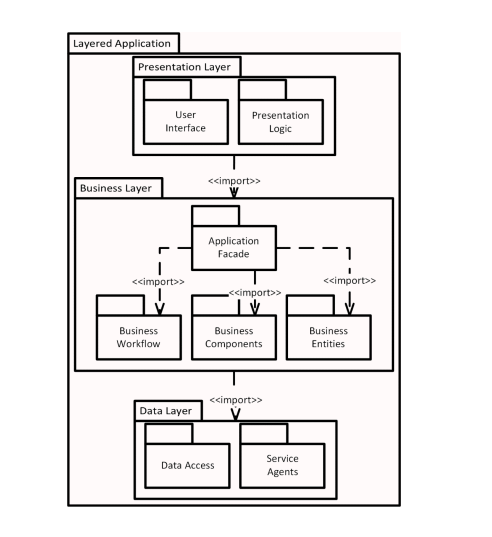 Layered Application
Presentation Layer
User
Interface
Presentation
Logic
<<import>>
Business Layer
Application
Facade
<<import>>
<<import>>
<<import>>
Business
Workflow
Business
Components
Business
Entities
<<import>>
Data Layer
Data Access
Service
Agents